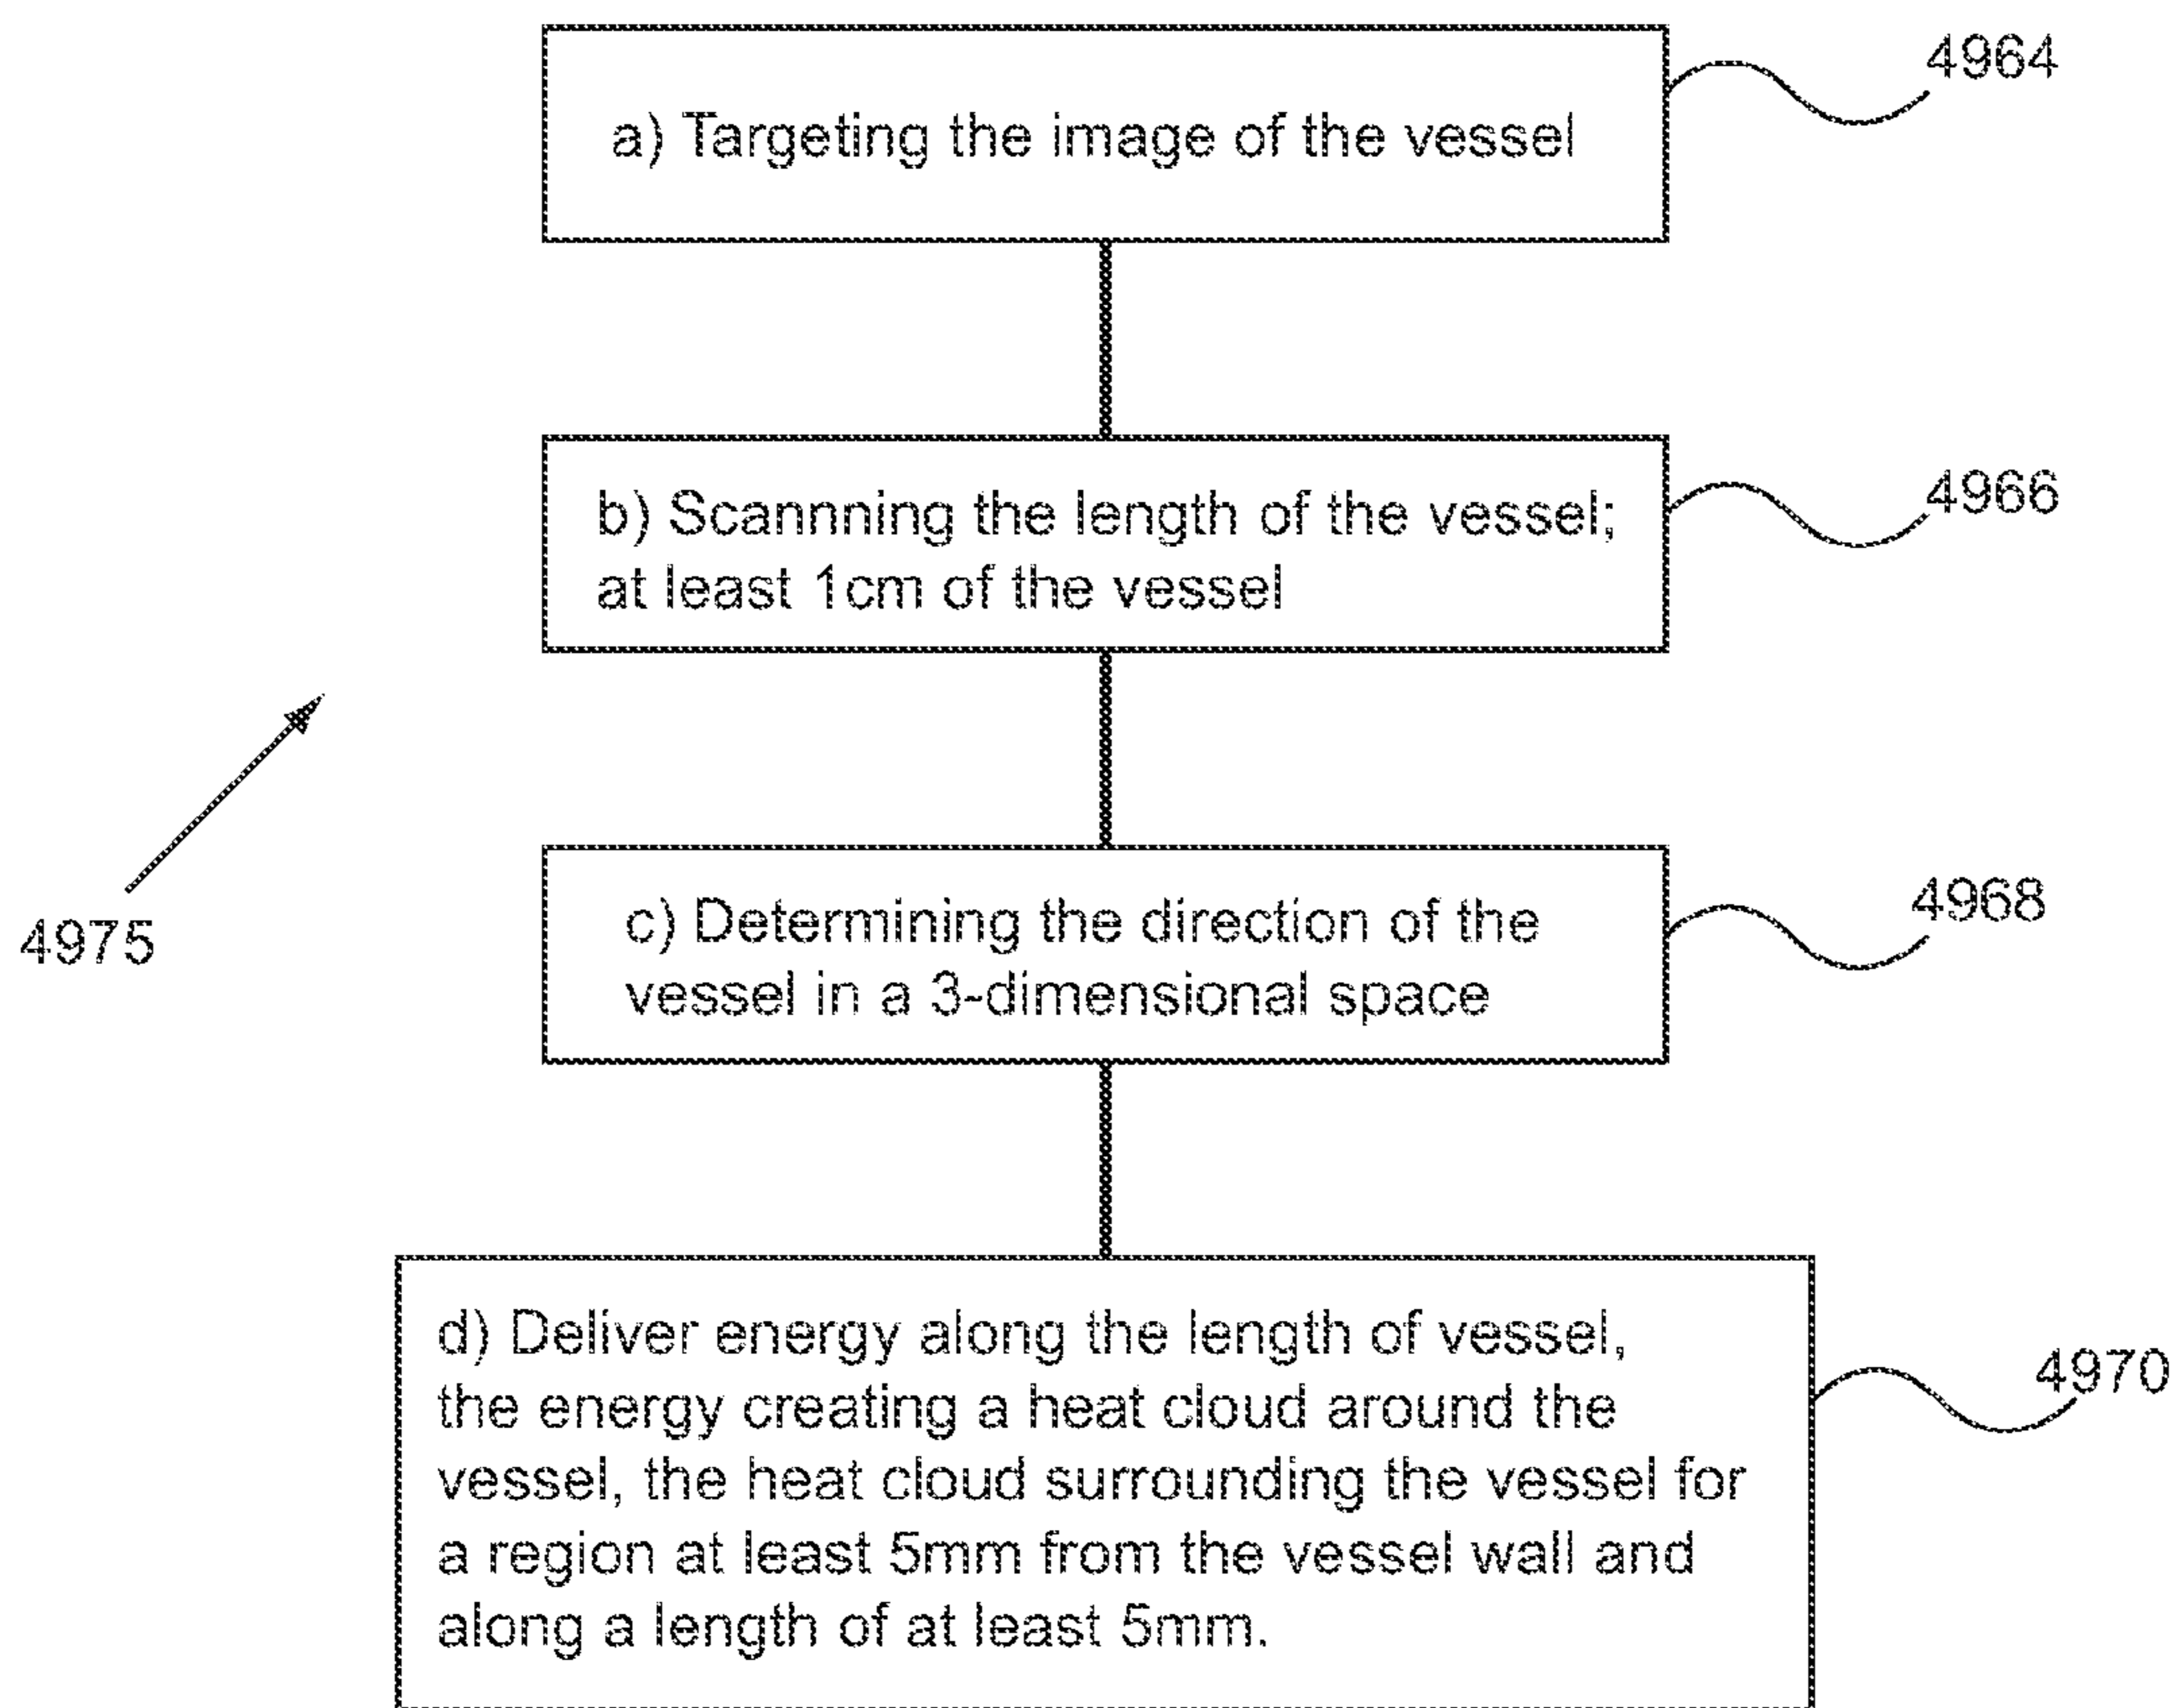 a) Targeting the image of the vessel
4964
b) Scannning the length of the vessel;
at least 1cm of the vessel
4966
c) Determining the direction of the
vessel in a 3-dimensional space
4968
4975
d) Deliver energy along the length of vessel,
the energy creating a heat cloud around the
vessel, the heat cloud surrounding the vessel for
a region at least 5mm from the vessel wall and
along a length of at least 5mm.
4970